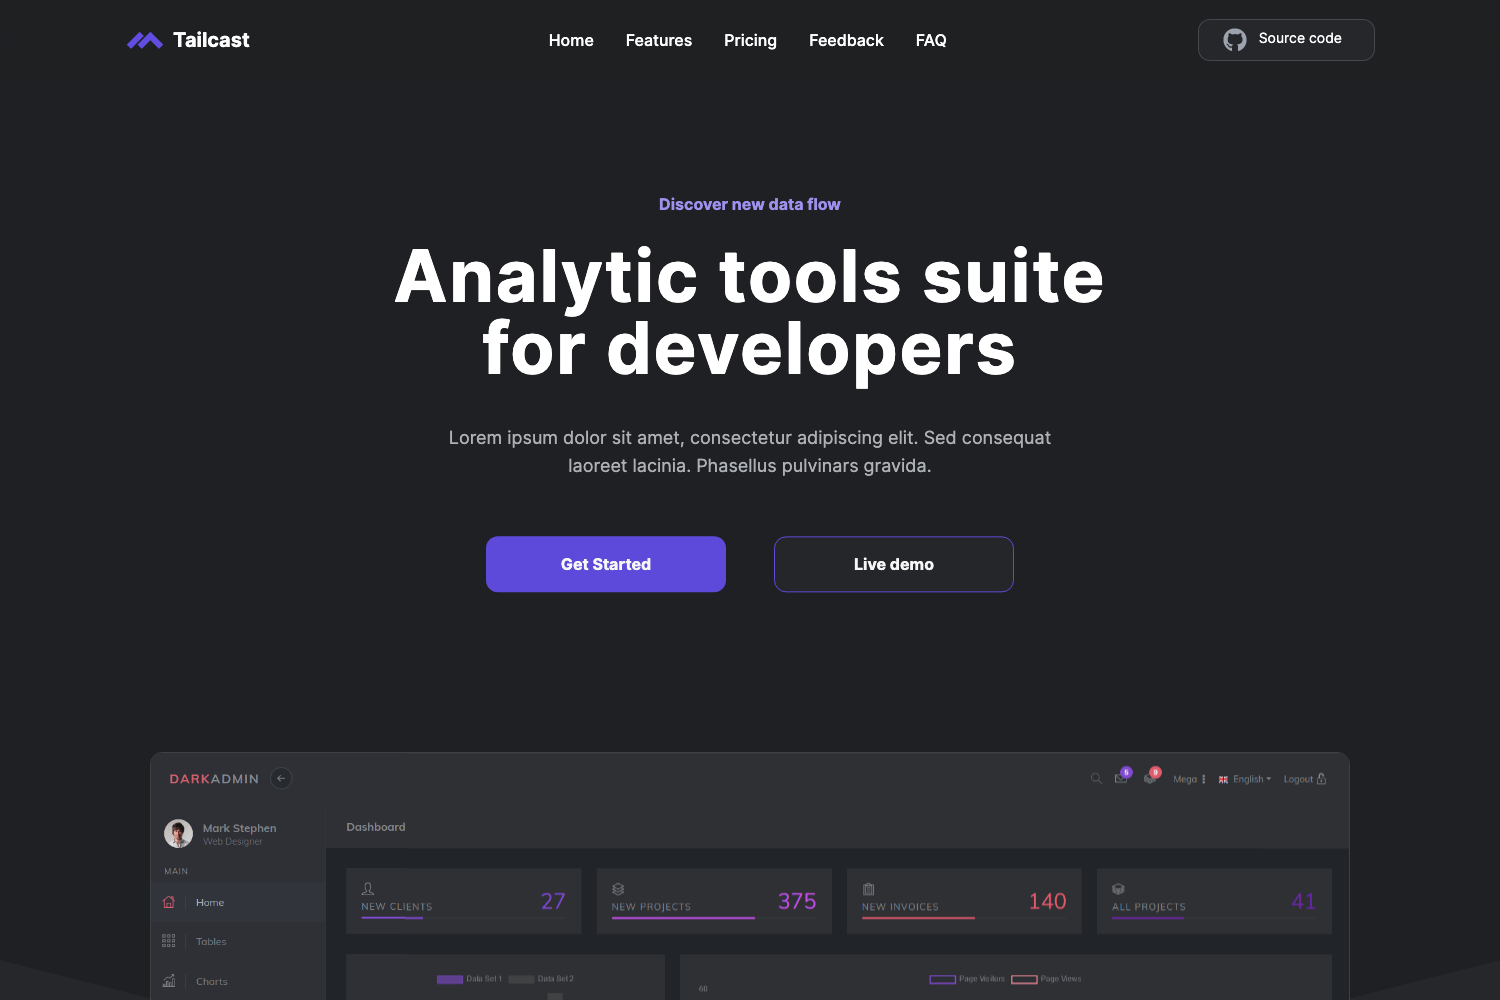 Tailcast
Home Features Pricing Feedback FAQ
Source code
Discover new data flow
Analytic tools suite
for developers
Lorem ipsum dolor sit amet, consectetur adipiscing elit. Sed consequat
laoreet lacinia. Phasellus pulvinars gravida.
Get Started
Live demo
DARKADMIN
5
9
Mega
English
Logout
Mark Stephen
Web Designer
Dashboard
MAIN
Home
Tables
Charts
NEW CLIENTS
27
NEW PROJECTS
375
NEW INVOICES
140
ALL PROJECTS
41
Data Set 1 Data Set 2
Page Visitors Page Views
60